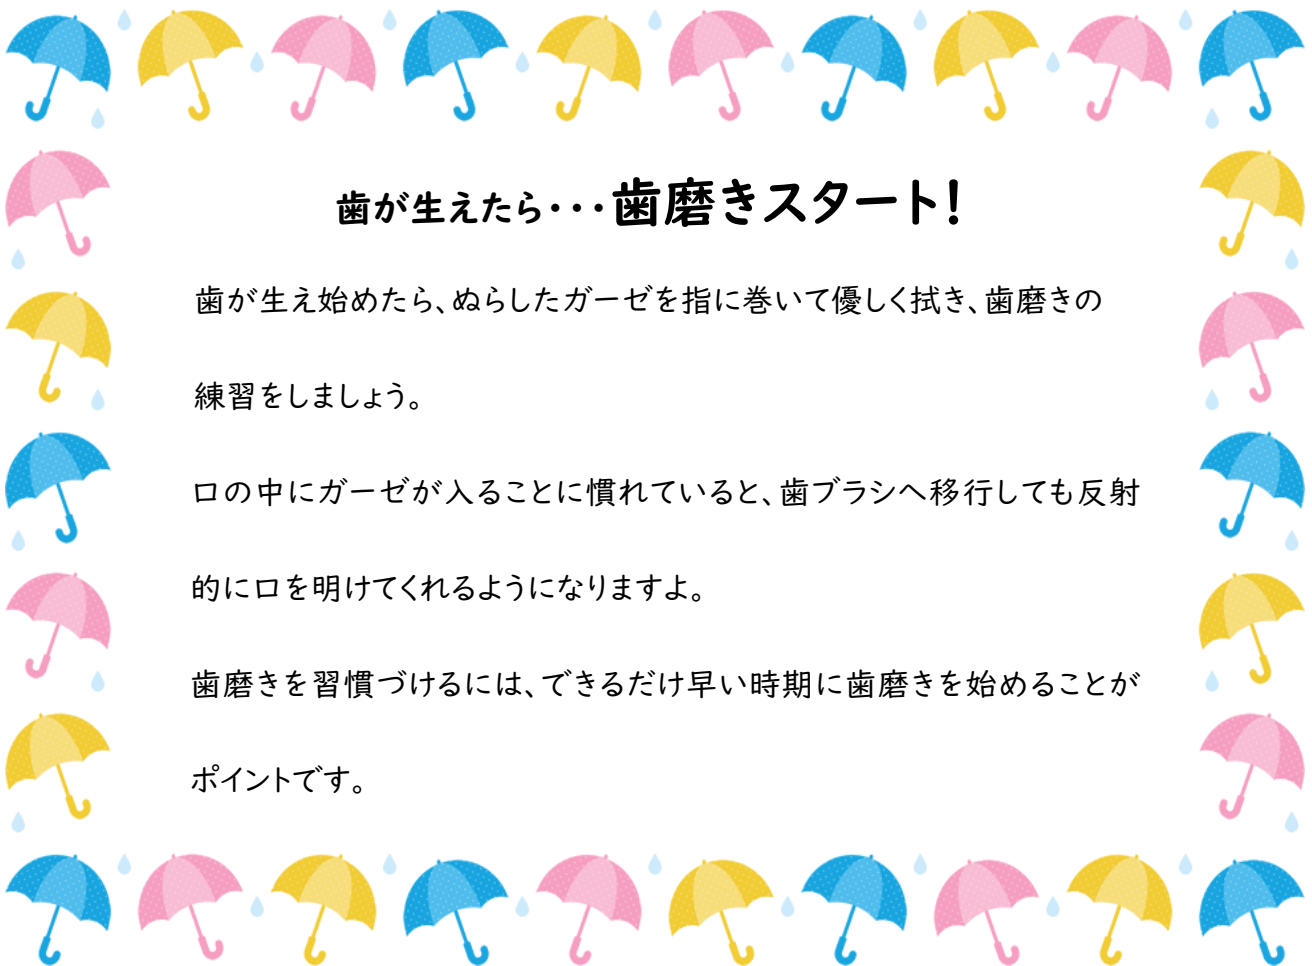 歯が生えたら・・・歯磨きスタート!
歯が生え始めたら、ぬらしたガーゼを指に巻いて優しく拭き、歯磨きの
練習をしましょう。
口の中にガーゼが入ることに慣れていると、歯ブラシへ移行しても反射
的に口を明けてくれるようになりますよ。
歯磨きを習慣づけるには、できるだけ早い時期に歯磨きを始めることが
ポイントです。